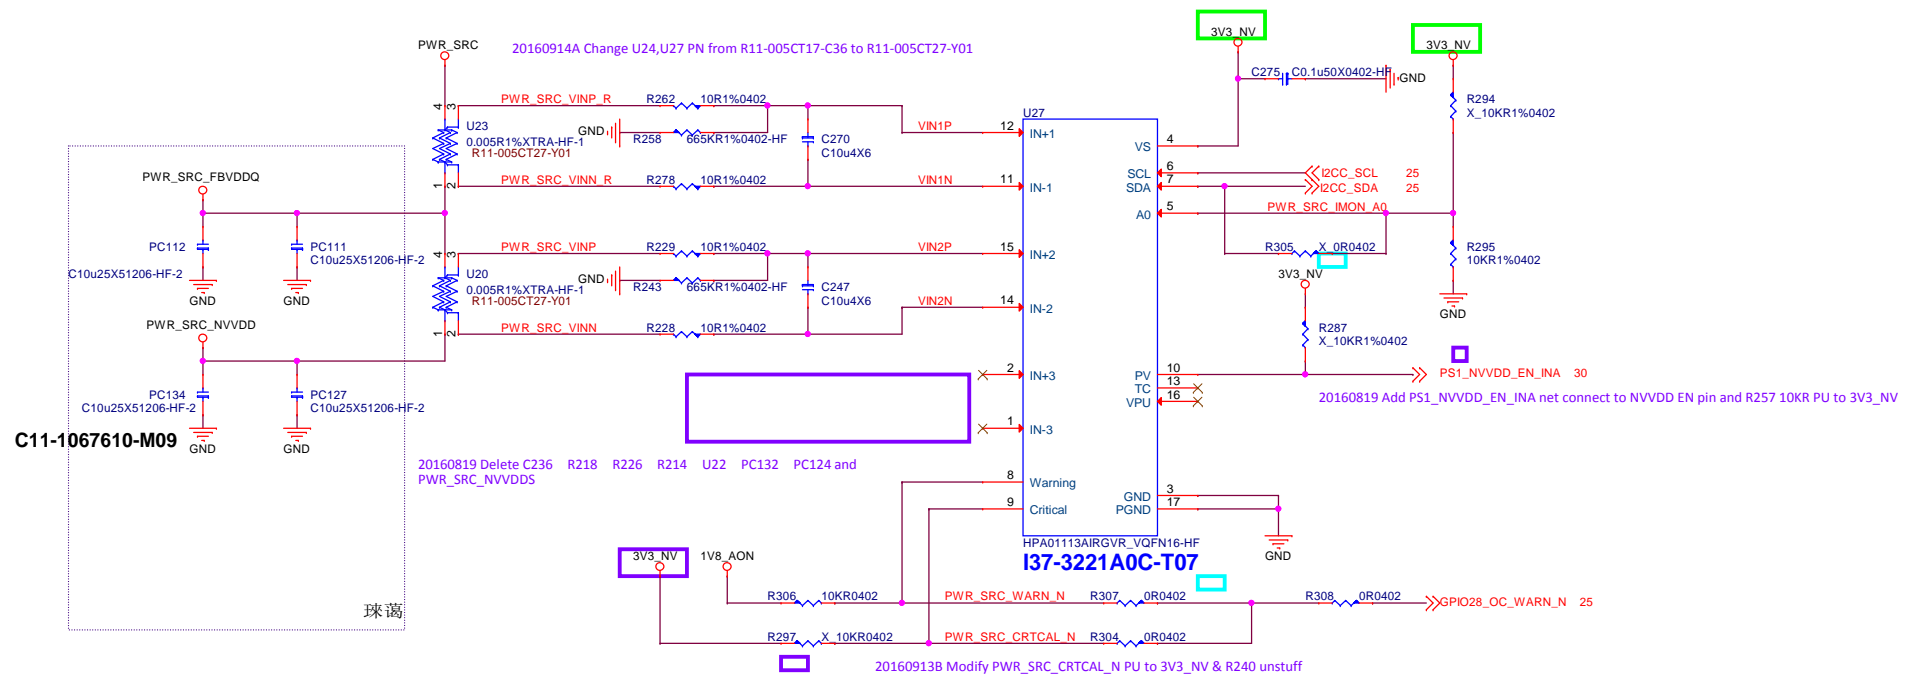 3V3_NV
3V3_NV
PWR_SRC
20160914A Change U24,U27 PN from R11-005CT17-C36 to R11-005CT27-Y01
C275 C0.1u50X0402-HF
GND
PWR_SRC_VINP_R R262 10R1%0402
R294
X_10KR1%0402
4 3
U23
0.005R1%XTRA-HF-1
R11-005CT27-Y01
1 2
GND
R258 665KR1%0402-HF
C270
C10u4X6
VIN1P 12 IN+1
U27
VS 4
PWR_SRC_VINN_R R278 10R1%0402 VIN1N 11 IN-1
SCL 6 I2CC_SCL 25
SDA 7 I2CC_SDA 25
A0 5 PWR_SRC_IMON_A0
PWR_SRC_FBVDDQ
PC112
C10u25X51206-HF-2
GND
PC111
C10u25X51206-HF-2
GND
PWR_SRC_VINP R229 10R1%0402 VIN2P 15 IN+2
4 3
U20
0.005R1%XTRA-HF-1
R11-005CT27-Y01
1 2
GND
R243 665KR1%0402-HF
C247
C10u4X6
VIN2N 14 IN-2
PWR_SRC_VINN R228 10R1%0402
R305 X_0R0402
R295
10KR1%0402
GND
3V3_NV
R287
X_10KR1%0402
PWR_SRC_NVVDD
PC134
C10u25X51206-HF-2
GND
PC127
C10u25X51206-HF-2
GND
C11-1067610-M09
2 IN+3
1 IN-3
PV 10 PS1_NVVDD_EN_INA 30
TC 13
VPU 16
20160819 Add PS1_NVVDD_EN_INA net connect to NVVDD EN pin and R257 10KR PU to 3V3_NV
20160819 Delete C236 R218 R226 R214 U22 PC132 PC124 and
PWR_SRC_NVVDDS
8 Warning
9 Critical
GND 3
PGND 17
GND
HPA01113AIRGVR_VQFN16-HF
I37-3221A0C-T07
3V3_NV 1V8_AON
R306 10KR0402 PWR_SRC_WARN_N R307 0R0402 R308 0R0402 GPIO28_OC_WARN_N 25
R297 X_10KR0402 PWR_SRC_CRTCAL_N R304 0R0402
20160913B Modify PWR_SRC_CRTCAL_N PU to 3V3_NV & R240 unstuff